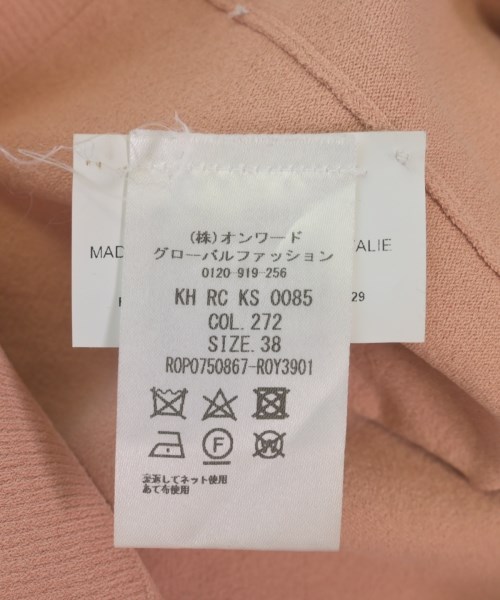 (株)オンワード
グローバルファッション
0120-919-256
KH RC KS 0085
COL. 272
SIZE. 38
ROP0750867-ROY3901
F
W
裏返してネット使用
あて布使用
MAD
ALIE
29